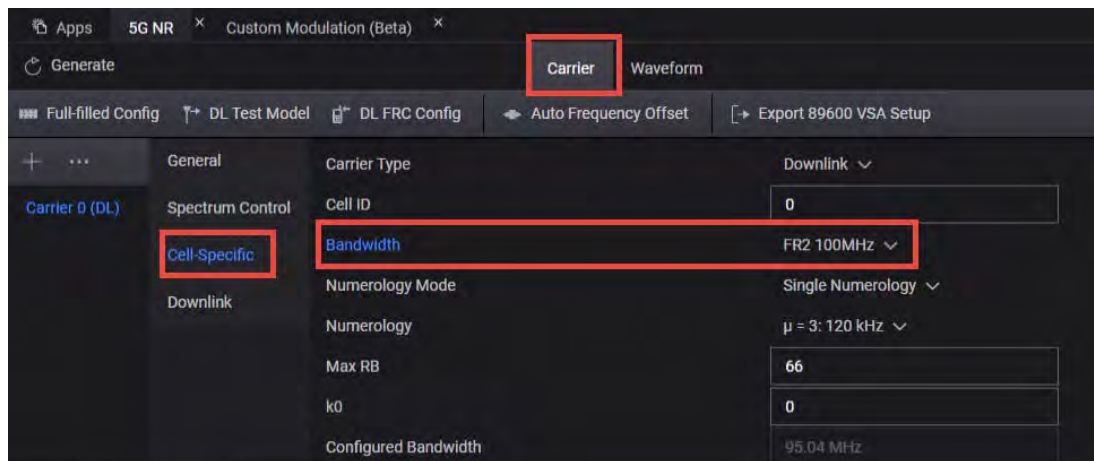 Apps 5G NR × Custom Modulation (Beta) ×
Generate Carrier Waveform
Full-filled Config DL Test Model DL FRC Config Auto Frequency Offset Export 89600 VSA Setup
+ ... General Carrier Type Downlink
Carrier 0 (DL) Spectrum Control Cell ID 0
Cell-Specific Bandwidth FR2 100MHz
Downlink Numerology Mode Single Numerology
Numerology µ = 3: 120 kHz
Max RB 66
k0 0
Configured Bandwidth 95.04 MHz